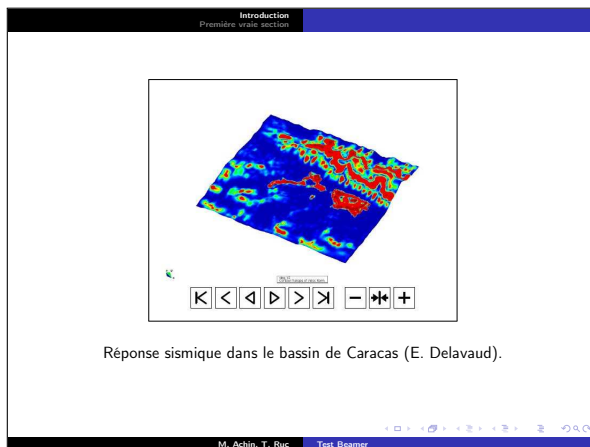 Introduction
Première vraie section
Réponse sismique dans le bassin de Caracas (E. Delavaud).
M. Achin, T. Ruc
Test Beamer